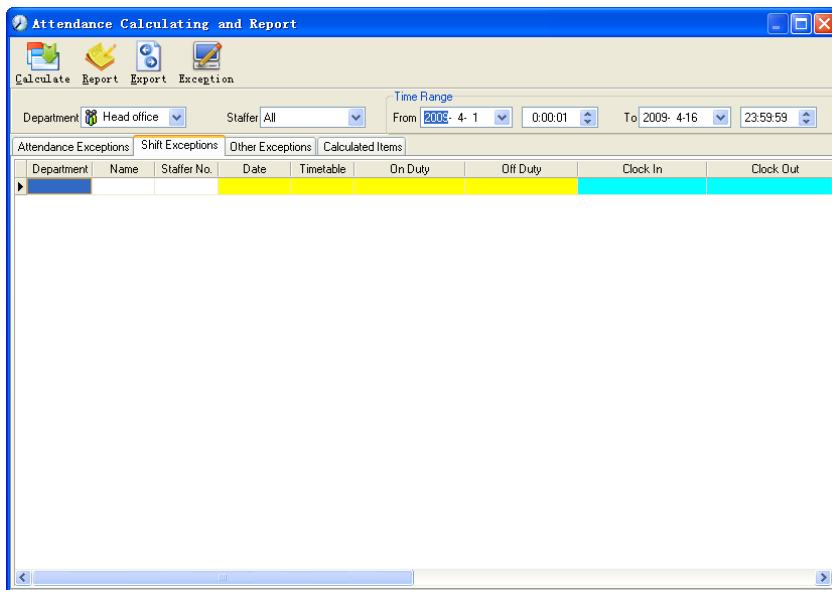 Attendance Calculating and Report
Calculate Report Export Exception
Time Range
Department Head office Staffer All From 2009- 4- 1 0:00:01 To 2009- 4-16 23:59:59
Attendance Exceptions Shift Exceptions Other Exceptions Calculated Items
Department Name Staffer No. Date Timetable On Duty Off Duty Clock In Clock Out